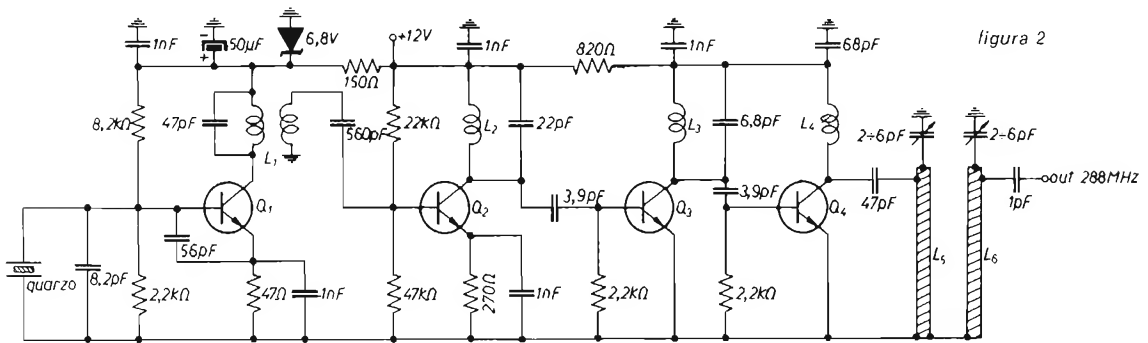 1nF
50µF
- +
6,8V
+12V
1nF
820Ω
1nF
68pF
figura 2
150Ω
8,2kΩ
47pF
L1
560pF
22kΩ
L2
22pF
L3
6,8pF
L4
2÷6pF
2÷6pF
Q1
Q2
3,9pF
Q3
3,9pF
Q4
47pF
1pF
out 288MHz
56pF
L5
L6
quarzo
8,2pF
2,2kΩ
47Ω
1nF
47kΩ
270Ω
1nF
2,2kΩ
2,2kΩ